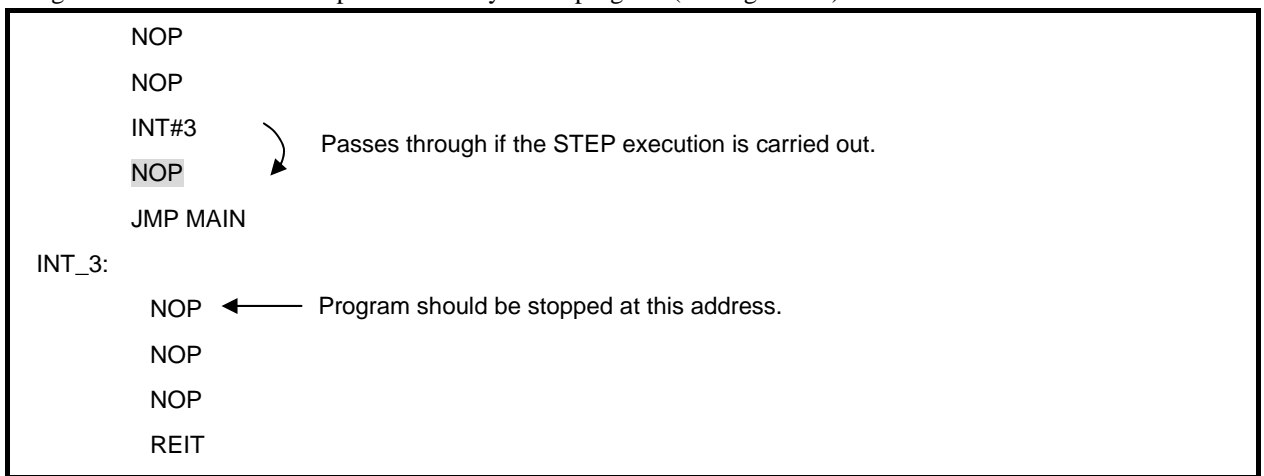 NOP
NOP
INT#3
Passes through if the STEP execution is carried out.
NOP
JMP MAIN
INT_3:
NOP
Program should be stopped at this address.
NOP
NOP
REIT